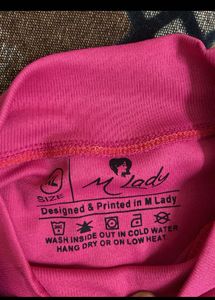 SIZE
M Lady
Designed & Printed in M Lady
WASH INSIDE OUT IN COLD WATER
HANG DRY OR ON LOW HEAT